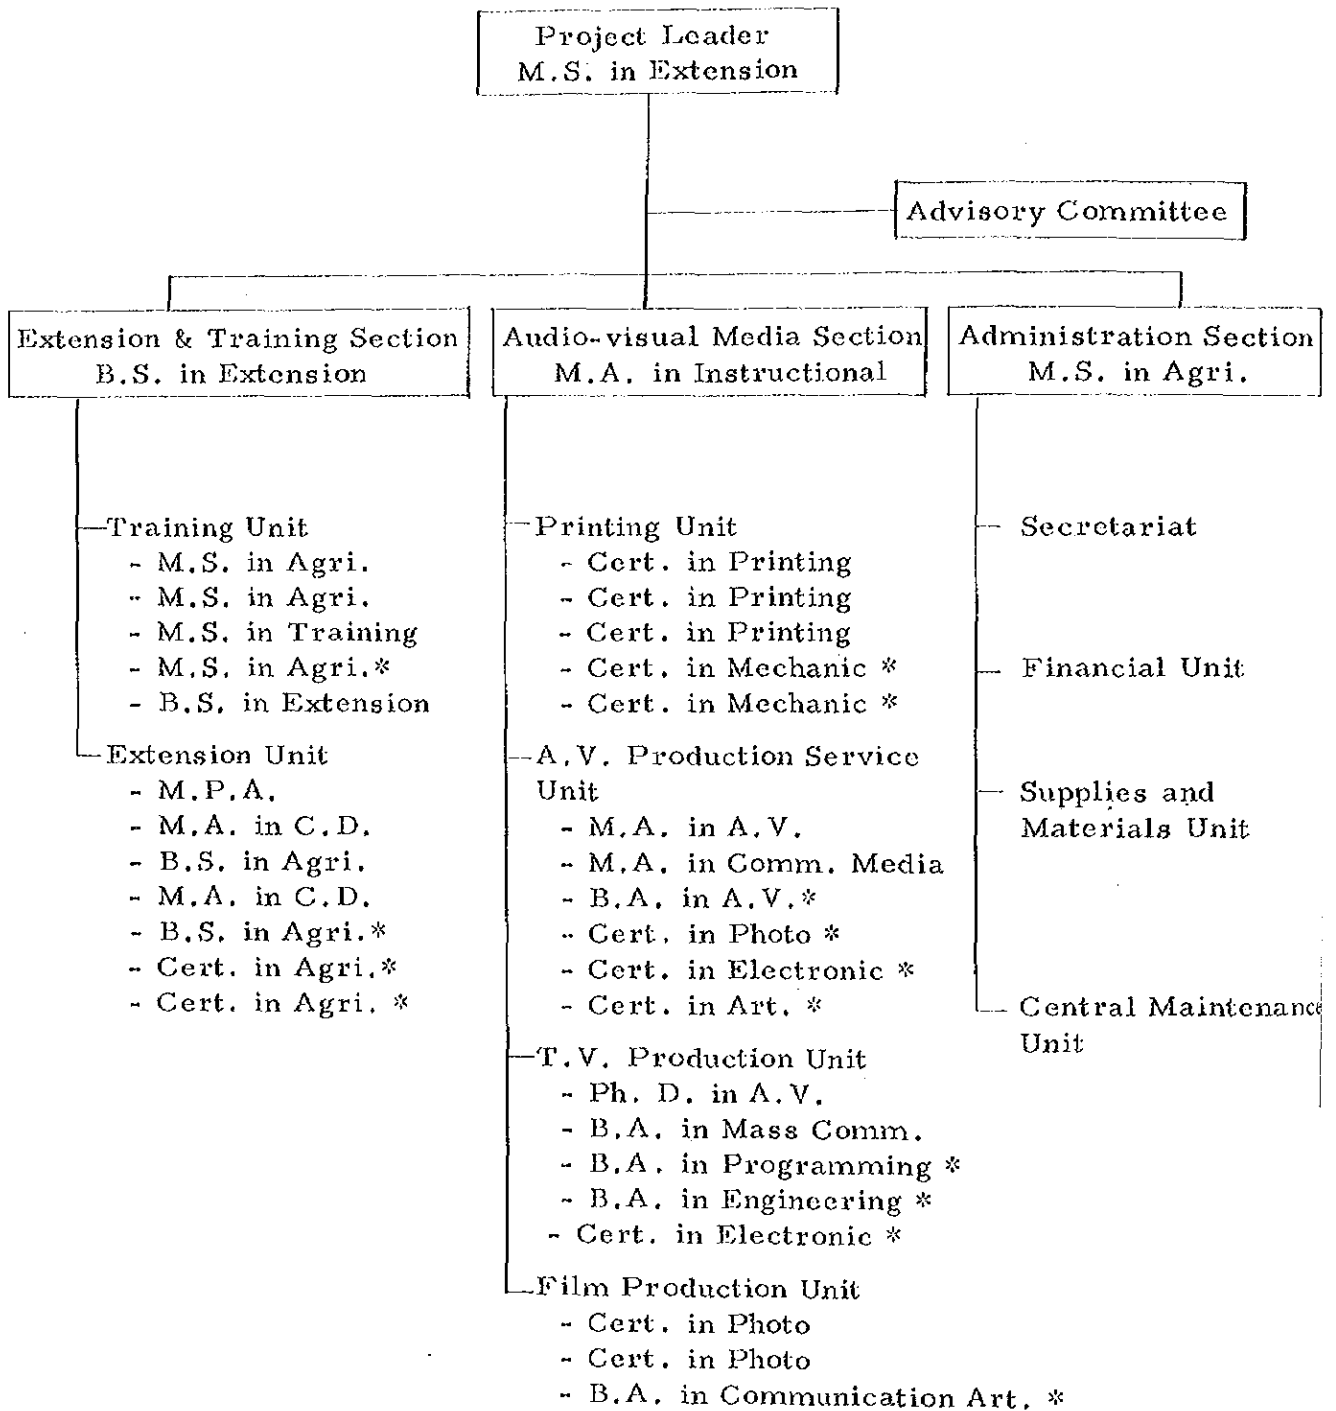 Project Leader
M.S. in Extension
Advisory Committee
Extension & Training Section
B.S. in Extension
Audio-visual Media Section
M.A. in Instructional
Administration Section
M.S. in Agri.
Training Unit
- M.S. in Agri.
- M.S. in Agri.
- M.S. in Training
- M.S. in Agri.*
- B.S. in Extension
Extension Unit
- M.P.A.
- M.A. in C.D.
- B.S. in Agri.
- M.A. in C.D.
- B.S. in Agri.*
- Cert. in Agri.*
- Cert. in Agri. *
Printing Unit
- Cert. in Printing
- Cert. in Printing
- Cert. in Printing
- Cert. in Mechanic *
- Cert. in Mechanic *
A.V. Production Service
Unit
- M.A. in A.V.
- M.A. in Comm. Media
- B.A. in A.V.*
- Cert. in Photo *
- Cert. in Electronic *
- Cert. in Art. *
T.V. Production Unit
- Ph. D. in A.V.
- B.A. in Mass Comm.
- B.A. in Programming *
- B.A. in Engineering *
- Cert. in Electronic *
Film Production Unit
- Cert. in Photo
- Cert. in Photo
- B.A. in Communication Art. *
- Secretariat
- Financial Unit
- Supplies and
Materials Unit
- Central Maintenance
Unit